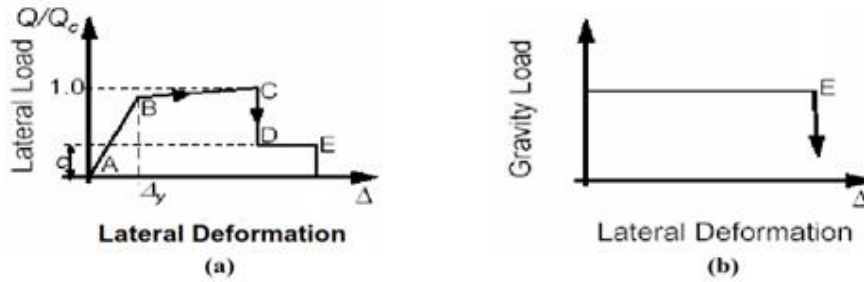 Q/Qc
Lateral Load
1.0
A
B
C
D
E
c
Δy
Δ
Lateral Deformation
(a)
Gravity Load
E
Δ
Lateral Deformation
(b)